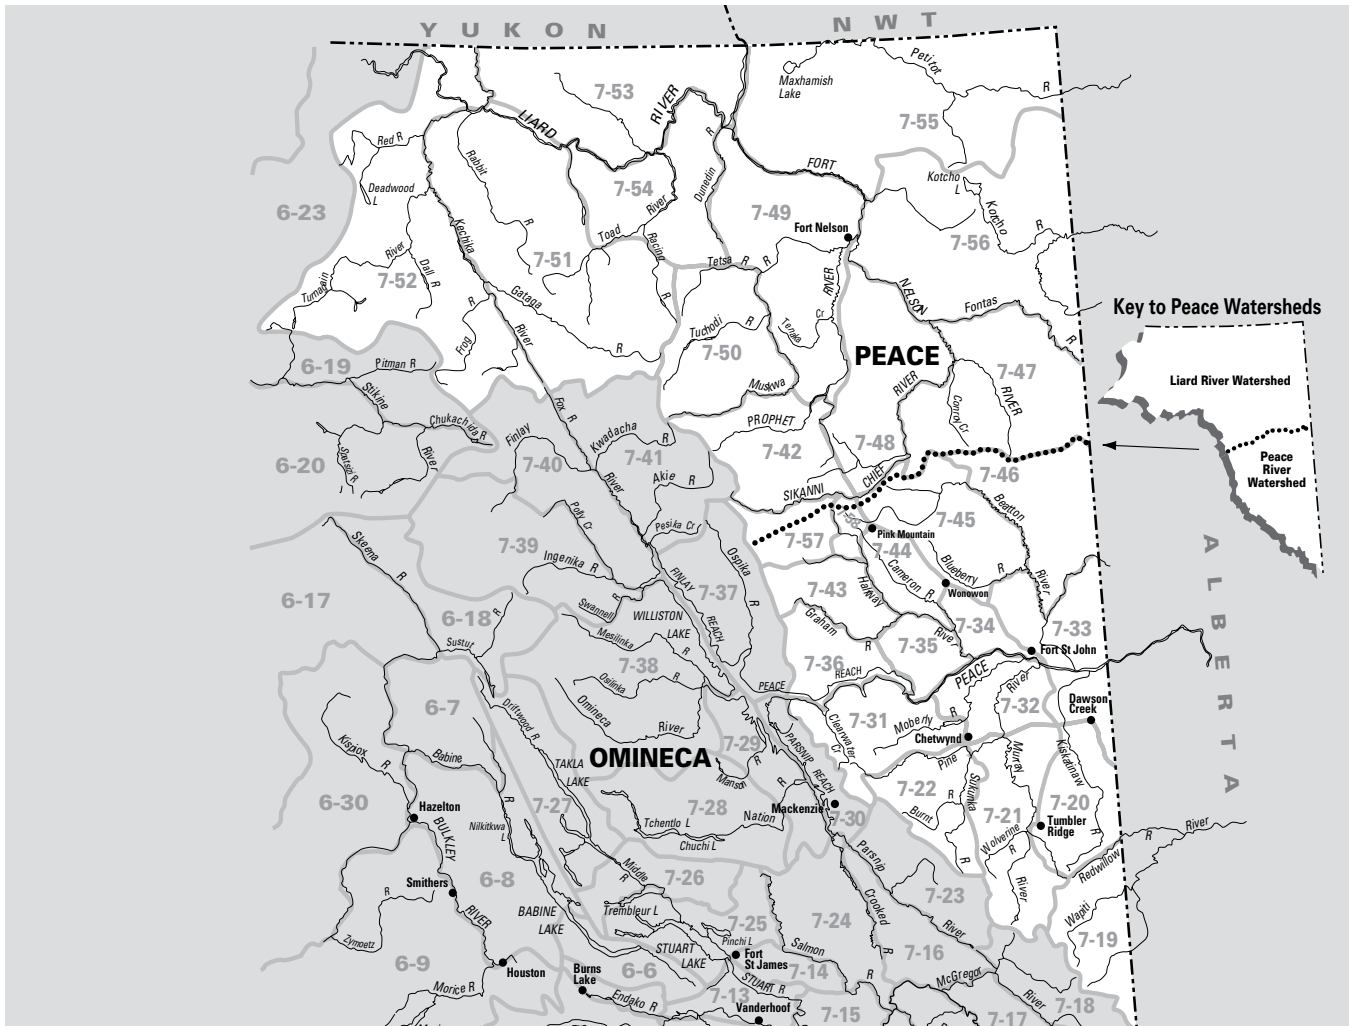 YUKON
NWT
Petitot
R
Maxhamish
Lake
7-53
RIVER
LIARD
7-55
Red R
Rabbit
R
FORT
Deadwood
L
7-54
River
Dunedin
Kotcho
L
6-23
7-49
Kotcho
R
Kechika
R
Toad
Racing
Fort Nelson
7-56
River
7-51
Tetsa R
R
7-52
Dall R
RIVER
Turnagain
Gataga
R
R
NELSON
Fontas
Key to Peace Watersheds
Frog
River
Tuchodi
R
Tenaka
Cr
R
7-50
PEACE
6-19
Pitman R
R
Liard River Watershed
Stikine
Muskwa
RIVER
7-47
RIVER
Conroy Cr
Fox R
Chukachida R
PROPHET
Finlay
Kwadacha
R
7-42
7-48
6-20
Spatsizi R
River
7-40
7-41
CHIEF
7-46
Peace
River
Watershed
River
Akie R
SIKANNI
Beatton
Polly Cr
Pesika Cr
7-58
7-45
Skeena
R
7-39
Ingenika R
Ospika
R
7-57
Pink Mountain
7-44
ALBERTA
FINLAY
REACH
7-37
Cameron
R
Blueberry
R
River
6-17
Swannell
R
7-43
Halfway
Wonowon
6-18
R
WILLISTON
LAKE
Graham
R
River
7-34
7-33
Sustut
Mesilinka
R
7-35
Fort St John
7-38
7-36
REACH
PEACE
Osilinka
R
PEACE
River
6-7
Driftwood R
Omineca
River
7-31
Moberly
R
7-32
Dawson
Creek
Clearwater
Cr
Chetwynd
Kispiox
R
Babine
R
OMINECA
7-29
PARSNIP REACH
Pine
Murray
Kiskatinaw
TAKLA
LAKE
Manson
R
7-22
Sukunka
6-30
Hazelton
7-27
7-28
Nation
R
Mackenzie
7-30
Burnt
R
7-21
7-20
Tumbler
Ridge
R
BULKLEY
Nilkitkwa
L
Tchentlo L
Chuchi L
Wolverine
R
R
River
Parsnip
R
Redwillow
Middle
R
7-26
Smithers
6-8
R
RIVER
BABINE
LAKE
Trembleur L
Crooked
7-23
River
River
Wapiti
7-25
7-24
Zymoetz
STUART
LAKE
Pinchi L
Salmon
7-19
Fort
St James
7-16
6-9
Houston
Burns
Lake
6-6
7-14
R
McGregor
Morice R
Endako R
7-13
STUART R
River
7-18
Vanderhoof
7-15
7-17